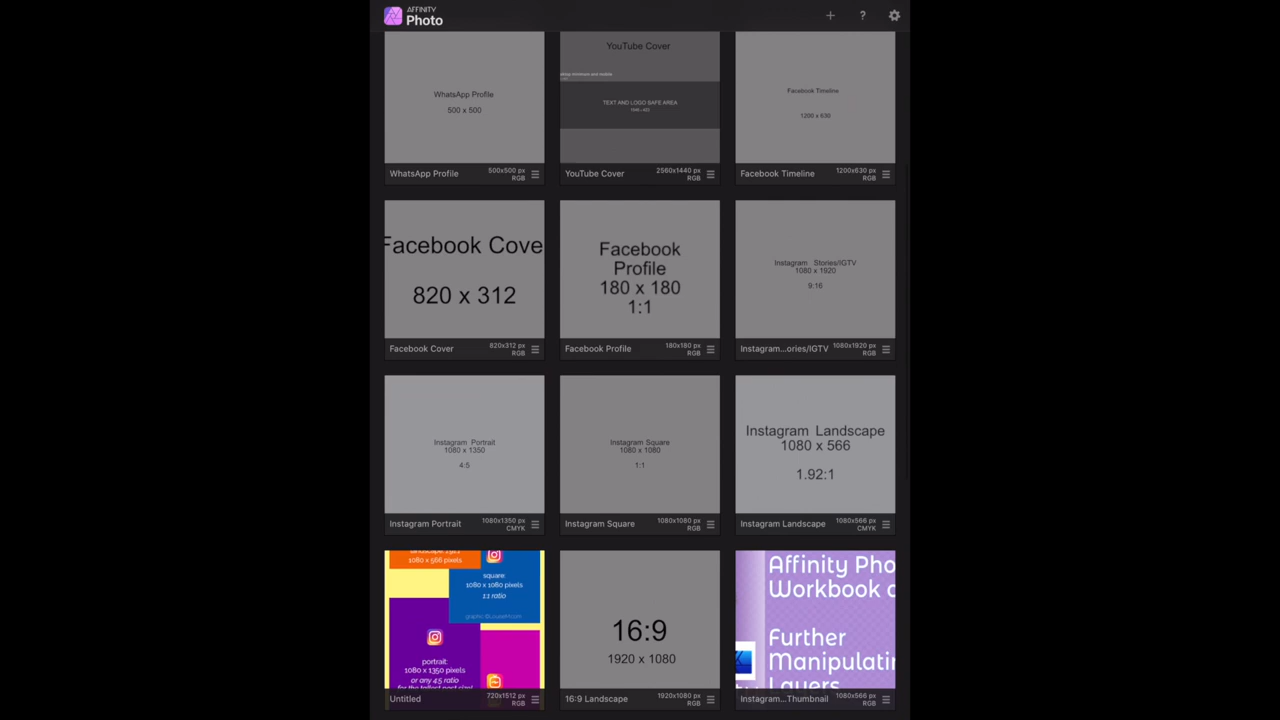 AFFINITY
Photo
+
?
WhatsApp Profile
500 x 500
WhatsApp Profile
500x500 px
RGB
YouTube Cover
TEXT AND LOGO SAFE AREA
YouTube Cover
2560x1440 px
RGB
Facebook Timeline
1200 x 630
Facebook Timeline
1200x630 px
RGB
Facebook Cove
820 x 312
Facebook Cover
820x312 px
RGB
Facebook
Profile
180 x 180
1:1
Facebook Profile
180x180 px
RGB
Instagram Stories/IGTV
1080 x 1920
9:16
Instagram...ories/IGTV
1080x1920 px
RGB
Instagram Portrait
1080 x 1350
4:5
Instagram Portrait
1080x1350 px
CMYK
Instagram Square
1080 x 1080
1:1
Instagram Square
1080x1080 px
RGB
Instagram Landscape
1080 x 566
1.92:1
Instagram Landscape
1080x566 px
CMYK
1080 x 566 pixels
square:
1080 x 1080 pixels
1:1 ratio
portrait:
1080 x 1350 pixels
or any 4:5 ratio
for the tallest post size!
Untitled
720x1512 px
RGB
16:9
1920 x 1080
16:9 Landscape
1920x1080 px
RGB
Affinity Pho
Workbook
Further
Manipulatin
Layers
Instagram...Thumbnail
1080x566 px
RGB